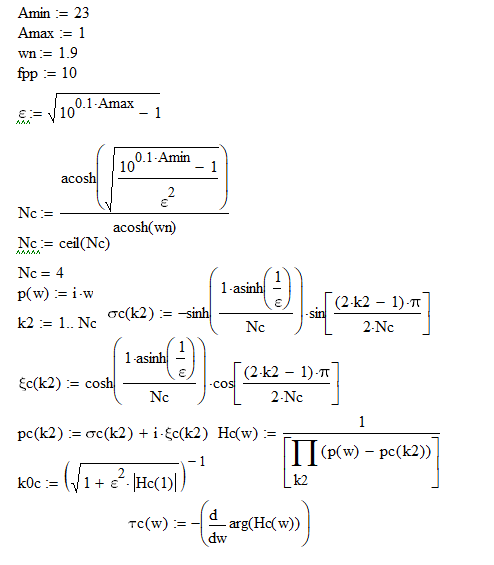 Amin := 23
Amax := 1
wn := 1.9
fpp := 10
ε := √(10^(0.1·Amax) − 1)
Nc := acosh(√((10^(0.1·Amin) − 1)/ε^2))/acosh(wn)
Nc := ceil(Nc)
Nc = 4
p(w) := i·w
k2 := 1.. Nc σc(k2) := −sinh((1·asinh(1/ε))/Nc)·sin[((2·k2 − 1)·π)/(2·Nc)]
ξc(k2) := cosh((1·asinh(1/ε))/Nc)·cos[((2·k2 − 1)·π)/(2·Nc)]
pc(k2) := σc(k2) + i·ξc(k2) Hc(w) := 1/[∏k2 (p(w) − pc(k2))]
k0c := (√(1 + ε^2·|Hc(1)|))^−1
τc(w) := −(d/dw arg(Hc(w)))